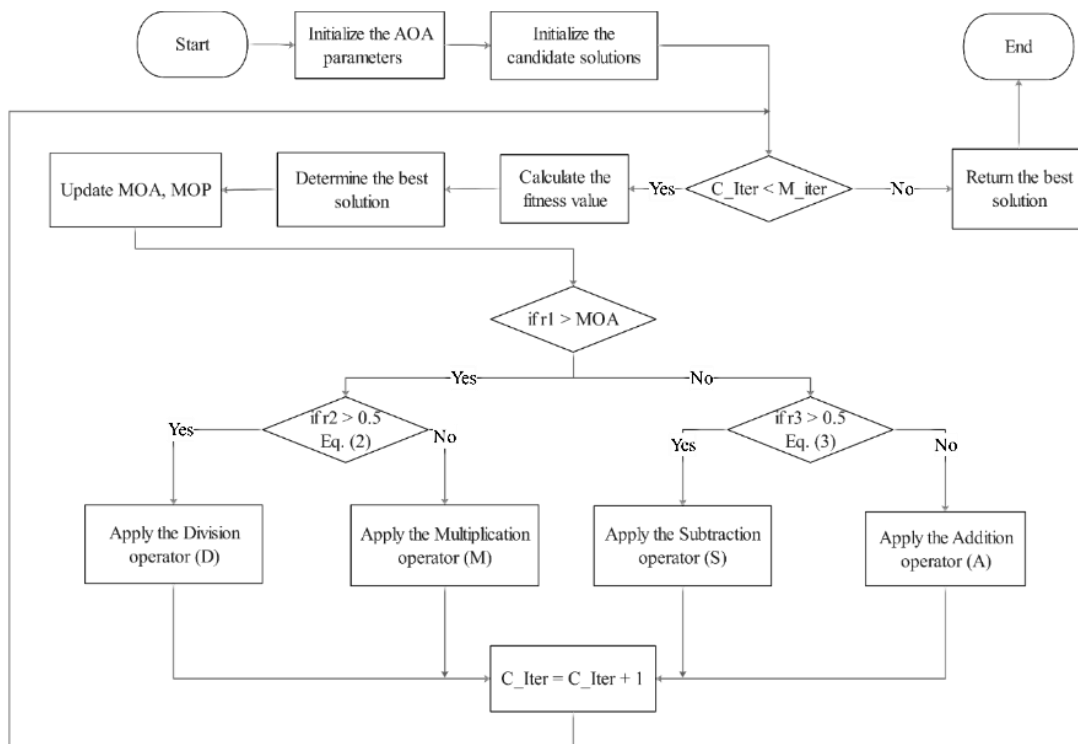 Start
Initialize the AOA
parameters
Initialize the
candidate solutions
End
Update MOA, MOP
Determine the best
solution
Calculate the
fitness value
Yes
C_Iter < M_iter
No
Return the best
solution
if r1 > MOA
Yes
No
if r2 > 0.5
Eq. (2)
Yes
No
if r3 > 0.5
Eq. (3)
Yes
No
Apply the Division
operator (D)
Apply the Multiplication
operator (M)
Apply the Subtraction
operator (S)
Apply the Addition
operator (A)
C_Iter = C_Iter + 1